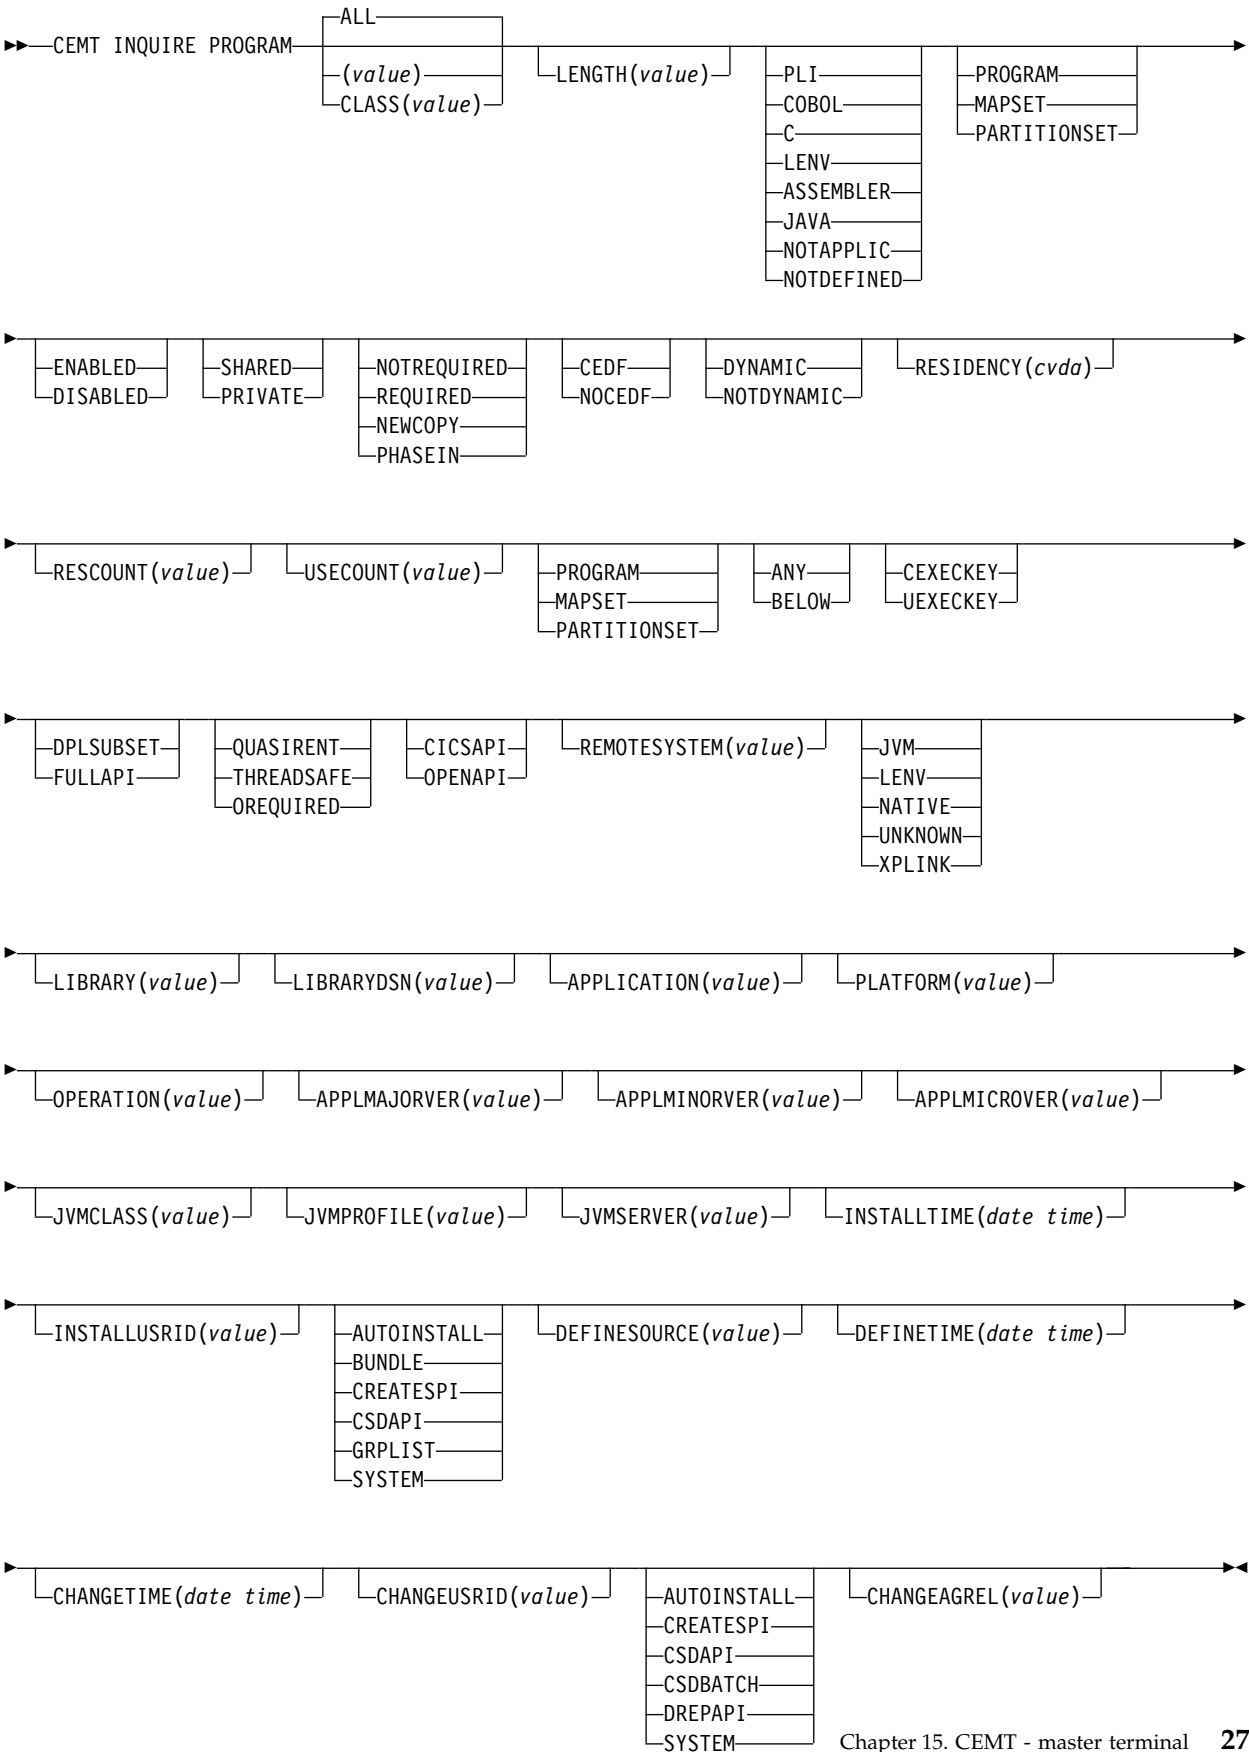 ALL
CEMT INQUIRE PROGRAM
(value)
CLASS(value)
LENGTH(value)
PLI
COBOL
C
LENV
ASSEMBLER
JAVA
NOTAPPLIC
NOTDEFINED
PROGRAM
MAPSET
PARTITIONSET
ENABLED
DISABLED
SHARED
PRIVATE
NOTREQUIRED
REQUIRED
NEWCOPY
PHASEIN
CEDF
NOCEDF
DYNAMIC
NOTDYNAMIC
RESIDENCY(cvda)
RESCOUNT(value)
USECOUNT(value)
PROGRAM
MAPSET
PARTITIONSET
ANY
BELOW
CEXECKEY
UEXECKEY
DPLSUBSET
FULLAPI
QUASIRENT
THREADSAFE
OREQUIRED
CICSAPI
OPENAPI
REMOTESYSTEM(value)
JVM
LENV
NATIVE
UNKNOWN
XPLINK
LIBRARY(value)
LIBRARYDSN(value)
APPLICATION(value)
PLATFORM(value)
OPERATION(value)
APPLMAJORVER(value)
APPLMINORVER(value)
APPLMICROVER(value)
JVMCLASS(value)
JVMPROFILE(value)
JVMSERVER(value)
INSTALLTIME(date time)
INSTALLUSRID(value)
AUTOINSTALL
BUNDLE
CREATESPI
CSDAPI
GRPLIST
SYSTEM
DEFINESOURCE(value)
DEFINETIME(date time)
CHANGETIME(date time)
CHANGEUSRID(value)
AUTOINSTALL
CREATESPI
CSDAPI
CSDBATCH
DREPAPI
SYSTEM
CHANGEAGREL(value)
Chapter 15. CEMT - master terminal 27